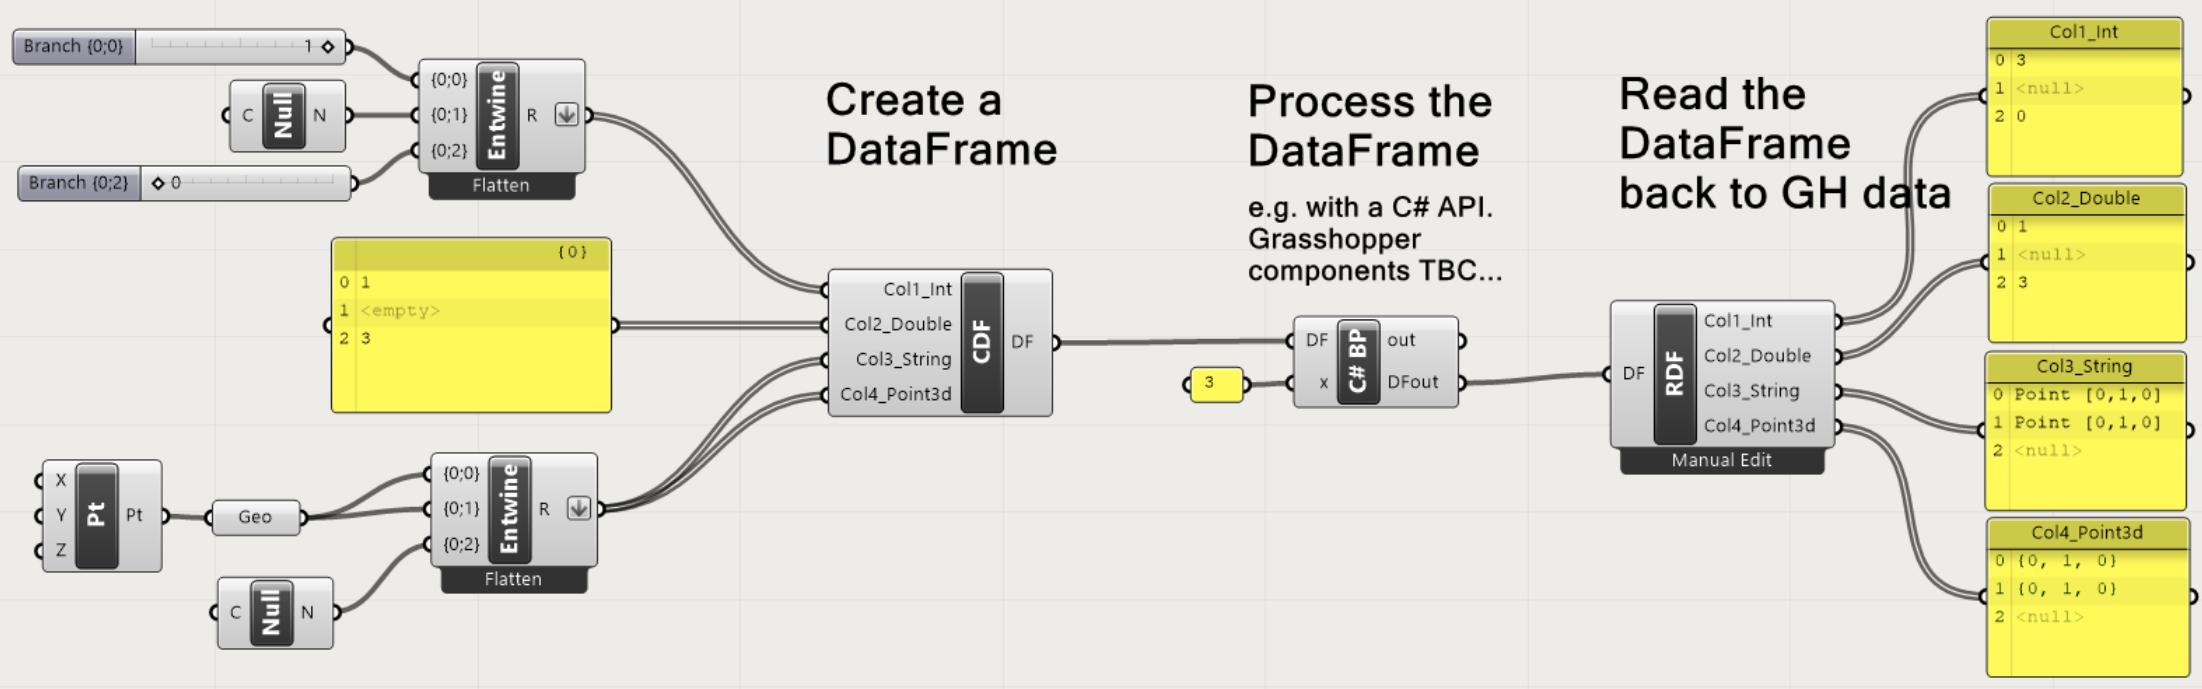 Branch {0;0}
1
C Null N
Branch {0;2}
0
{0;0}
{0;1}
{0;2}
Entwine
R
Flatten
{0}
0 1
1 <empty>
2 3
X
Y
Z
Pt
Pt
Geo
C Null N
{0;0}
{0;1}
{0;2}
Entwine
R
Flatten
Create a
DataFrame
Col1_Int
Col2_Double
Col3_String
Col4_Point3d
CDF
DF
Process the
DataFrame
e.g. with a C# API.
Grasshopper
components TBC...
3
DF
x
C# BP
out
DFout
Read the
DataFrame
back to GH data
DF
RDF
Col1_Int
Col2_Double
Col3_String
Col4_Point3d
Manual Edit
Col1_Int
0 3
1 <null>
2 0
Col2_Double
0 1
1 <null>
2 3
Col3_String
0 Point [0,1,0]
1 Point [0,1,0]
2 <null>
Col4_Point3d
0 {0, 1, 0}
1 {0, 1, 0}
2 <null>